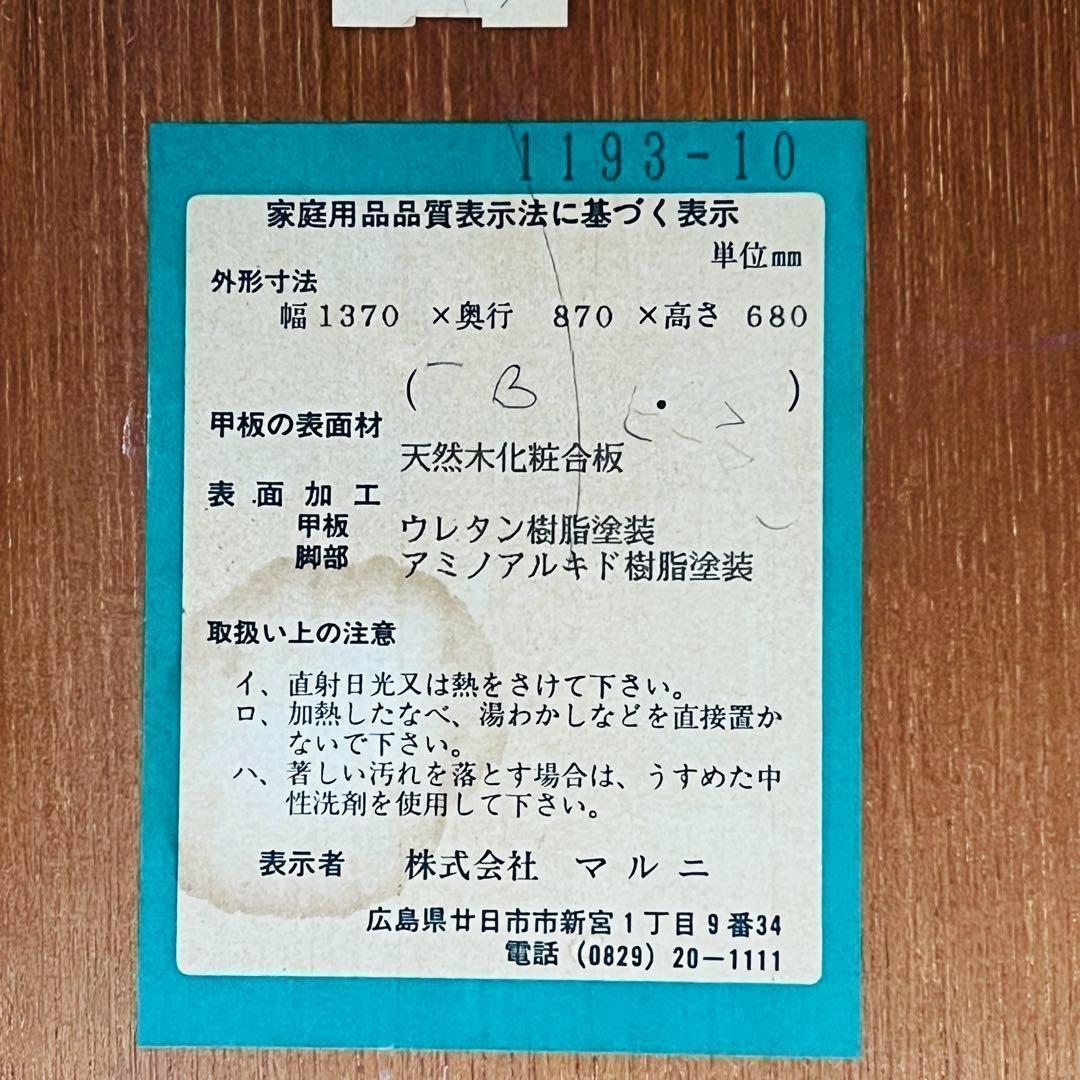 1193-10
家庭用品品質表示法に基づく表示
単位mm
外形寸法
幅1370 ×奥行 870 ×高さ 680
( B )
甲板の表面材
天然木化粧合板
表面加工
甲板 ウレタン樹脂塗装
脚部 アミノアルキド樹脂塗装
取扱い上の注意
イ、直射日光又は熱をさけて下さい。
ロ、加熱したなべ、湯わかしなどを直接置か
ないで下さい。
ハ、著しい汚れを落とす場合は、うすめた中
性洗剤を使用して下さい。
表示者 株式会社 マルニ
広島県廿日市市新宮1丁目9番34
電話 (0829) 20-1111